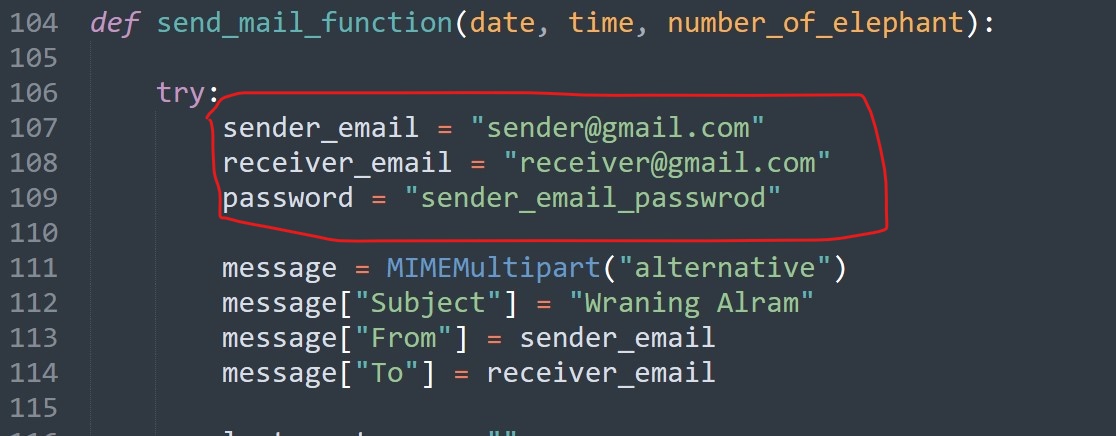 104 def send_mail_function(date, time, number_of_elephant):
105
106 try:
107 sender_email = "sender@gmail.com"
108 receiver_email = "receiver@gmail.com"
109 password = "sender_email_passwrod"
110
111 message = MIMEMultipart("alternative")
112 message["Subject"] = "Wraning Alram"
113 message["From"] = sender_email
114 message["To"] = receiver_email
115